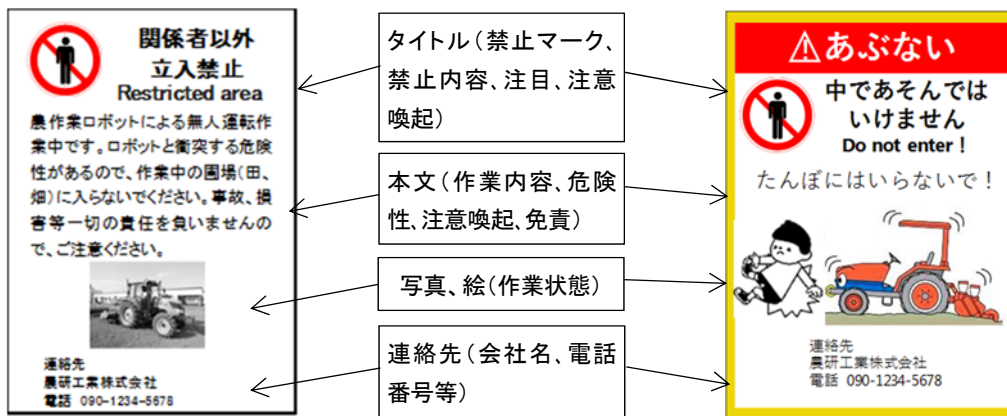 関係者以外
立入禁止
Restricted area
農作業ロボットによる無人運転作
業中です。ロボットと衝突する危険
性があるので、作業中の圃場(田、
畑)に入らないでください。事故、損
害等一切の責任を負いませんの
で、ご注意ください。
連絡先
農研工業株式会社
電話 090-1234-5678
タイトル(禁止マーク、
禁止内容、注目、注意
喚起)
本文(作業内容、危険
性、注意喚起、免責)
写真、絵(作業状態)
連絡先(会社名、電話
番号等)
⚠あぶない
中であそんでは
いけません
Do not enter!
たんぼにはいらないで!
連絡先
農研工業株式会社
電話 090-1234-5678